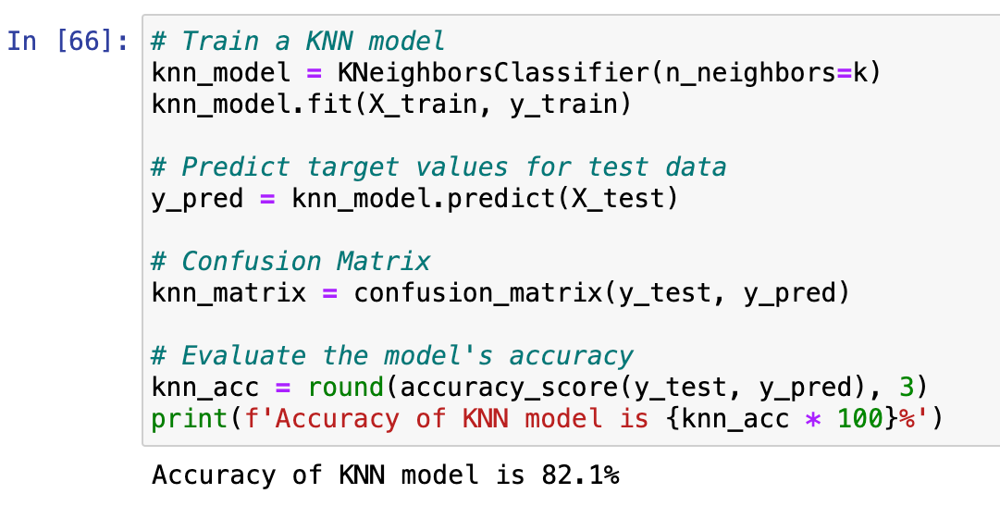 In [66]:
# Train a KNN model
knn_model = KNeighborsClassifier(n_neighbors=k)
knn_model.fit(X_train, y_train)
# Predict target values for test data
y_pred = knn_model.predict(X_test)
# Confusion Matrix
knn_matrix = confusion_matrix(y_test, y_pred)
# Evaluate the model's accuracy
knn_acc = round(accuracy_score(y_test, y_pred), 3)
print(f'Accuracy of KNN model is {knn_acc * 100}%')
Accuracy of KNN model is 82.1%